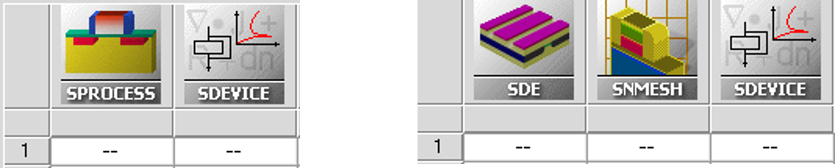 SPROCESS SDEVICE
1 -- --
SDE SNMESH SDEVICE
1 -- -- --